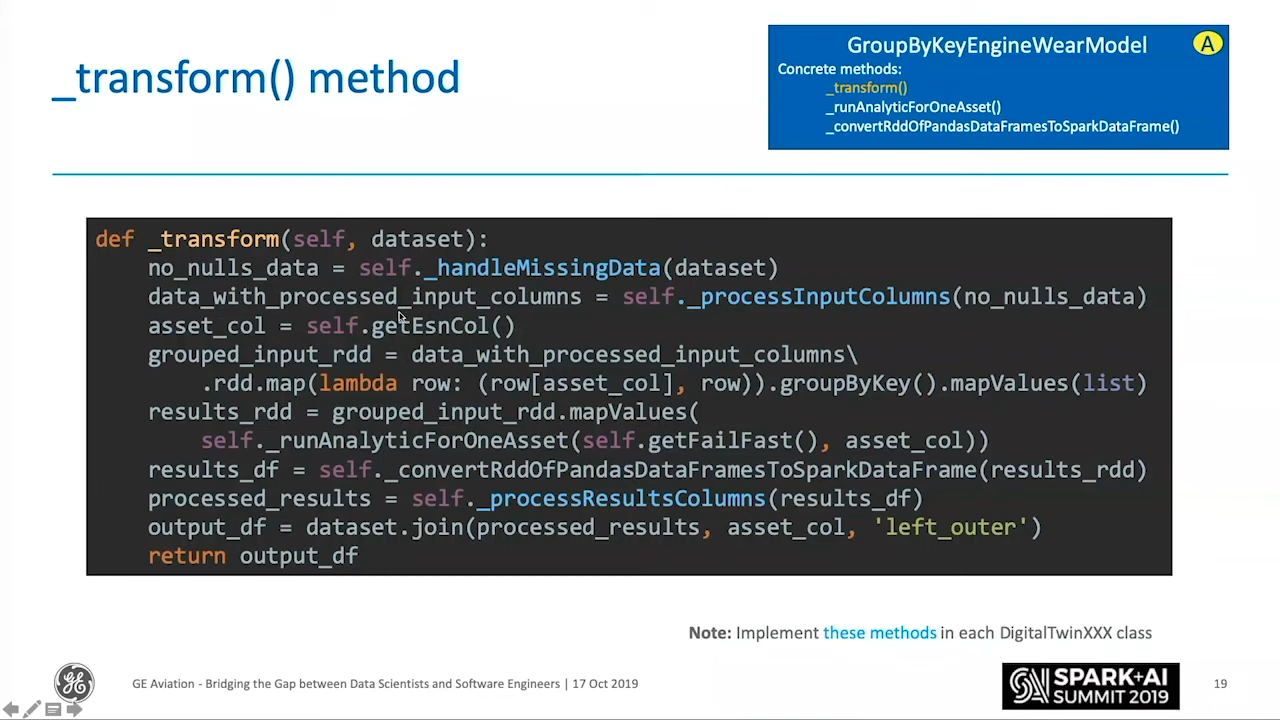 _transform() method
GroupByKeyEngineWearModel
A
Concrete methods:
_transform()
_runAnalyticForOneAsset()
_convertRddOfPandasDataFramesToSparkDataFrame()
def _transform(self, dataset):
    no_nulls_data = self._handleMissingData(dataset)
    data_with_processed_input_columns = self._processInputColumns(no_nulls_data)
    asset_col = self.getEsnCol()
    grouped_input_rdd = data_with_processed_input_columns\
        .rdd.map(lambda row: (row[asset_col], row)).groupByKey().mapValues(list)
    results_rdd = grouped_input_rdd.mapValues(
        self._runAnalyticForOneAsset(self.getFailFast(), asset_col))
    results_df = self._convertRddOfPandasDataFramesToSparkDataFrame(results_rdd)
    processed_results = self._processResultsColumns(results_df)
    output_df = dataset.join(processed_results, asset_col, 'left_outer')
    return output_df
Note: Implement these methods in each DigitalTwinXXX class
GE Aviation - Bridging the Gap between Data Scientists and Software Engineers | 17 Oct 2019
SPARK+AI
SUMMIT 2019
19